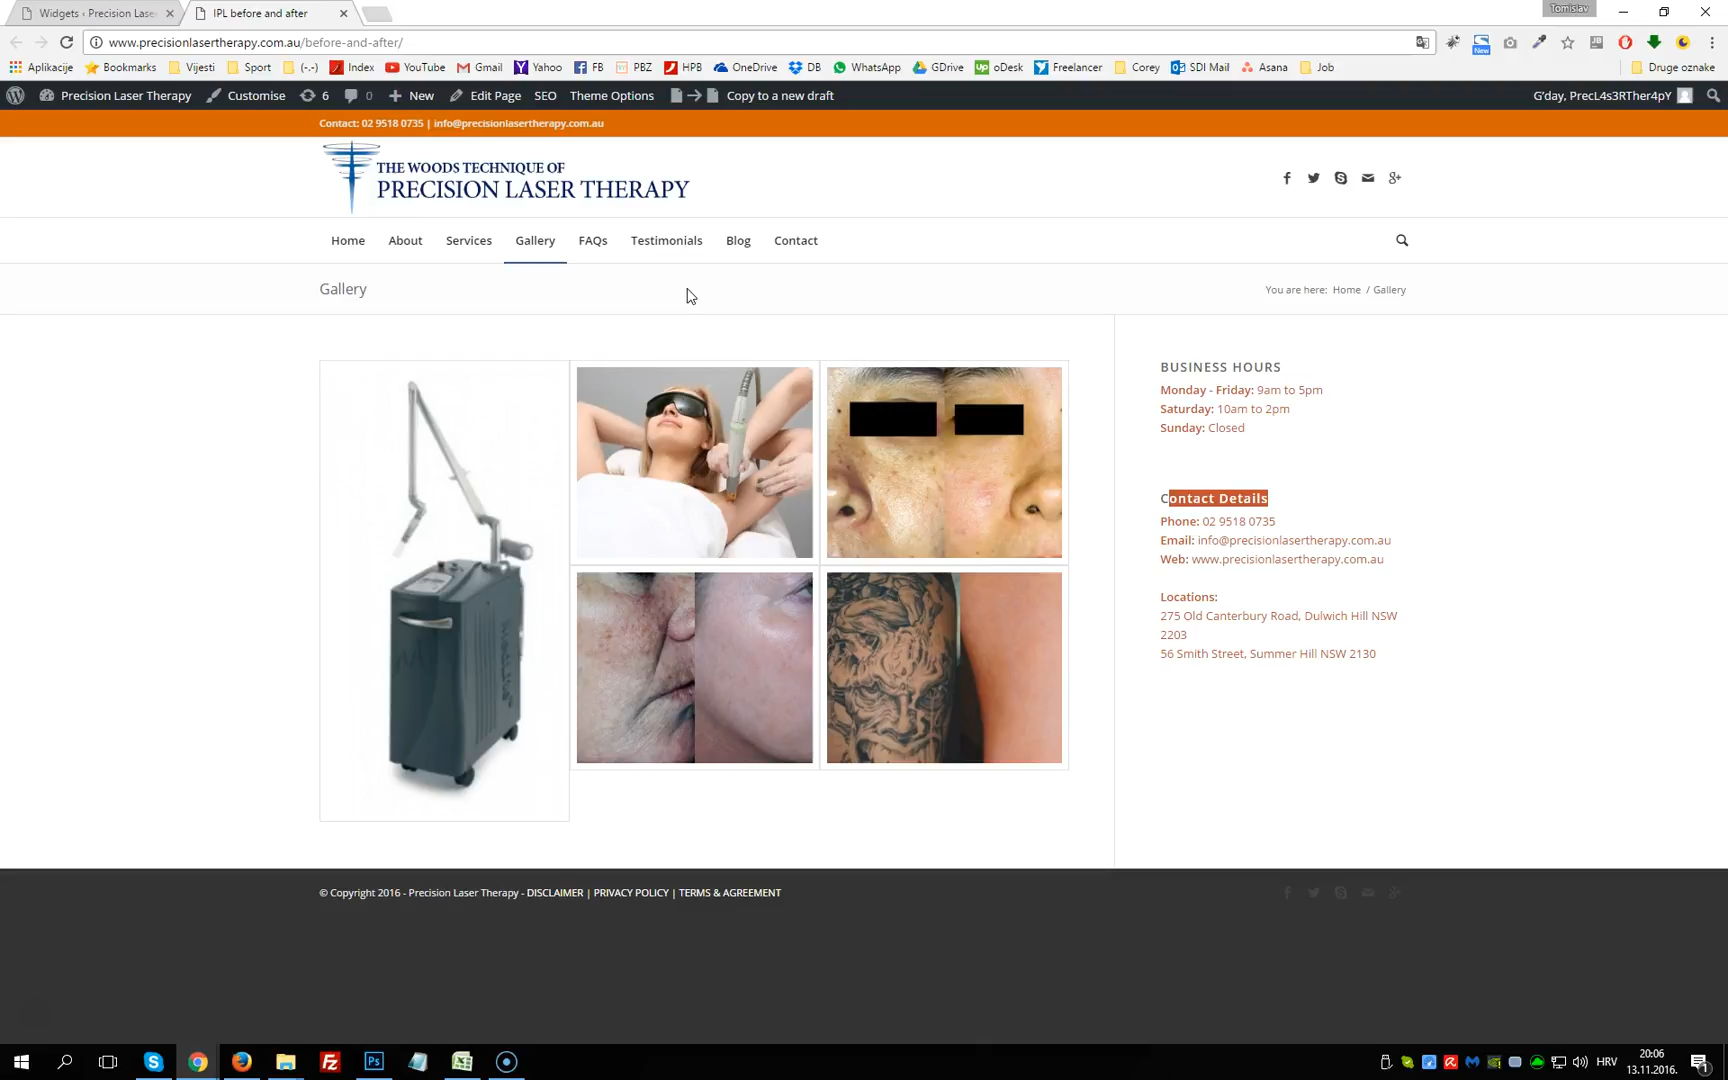 Widgets ‹ Precision Lase
IPL before and after
Tomislav
www.precisionlasertherapy.com.au/before-and-after/
New
Aplikacije Bookmarks Vijesti Sport (-.-) Index YouTube Gmail Yahoo FB PBZ HPB OneDrive DB WhatsApp GDrive oDesk Freelancer Corey SDI Mail Asana Job Druge oznake
Precision Laser Therapy Customise 6 0 New Edit Page SEO Theme Options Copy to a new draft G'day, PrecL4s3RTher4pY
Contact: 02 9518 0735 | info@precisionlasertherapy.com.au
THE WOODS TECHNIQUE OF
PRECISION LASER THERAPY
Home About Services Gallery FAQs Testimonials Blog Contact
Gallery
You are here: Home / Gallery
BUSINESS HOURS
Monday - Friday: 9am to 5pm
Saturday: 10am to 2pm
Sunday: Closed
Contact Details
Phone: 02 9518 0735
Email: info@precisionlasertherapy.com.au
Web: www.precisionlasertherapy.com.au
Locations:
275 Old Canterbury Road, Dulwich Hill NSW
2203
56 Smith Street, Summer Hill NSW 2130
© Copyright 2016 - Precision Laser Therapy - DISCLAIMER | PRIVACY POLICY | TERMS & AGREEMENT
HRV
20:06
13.11.2016.
1